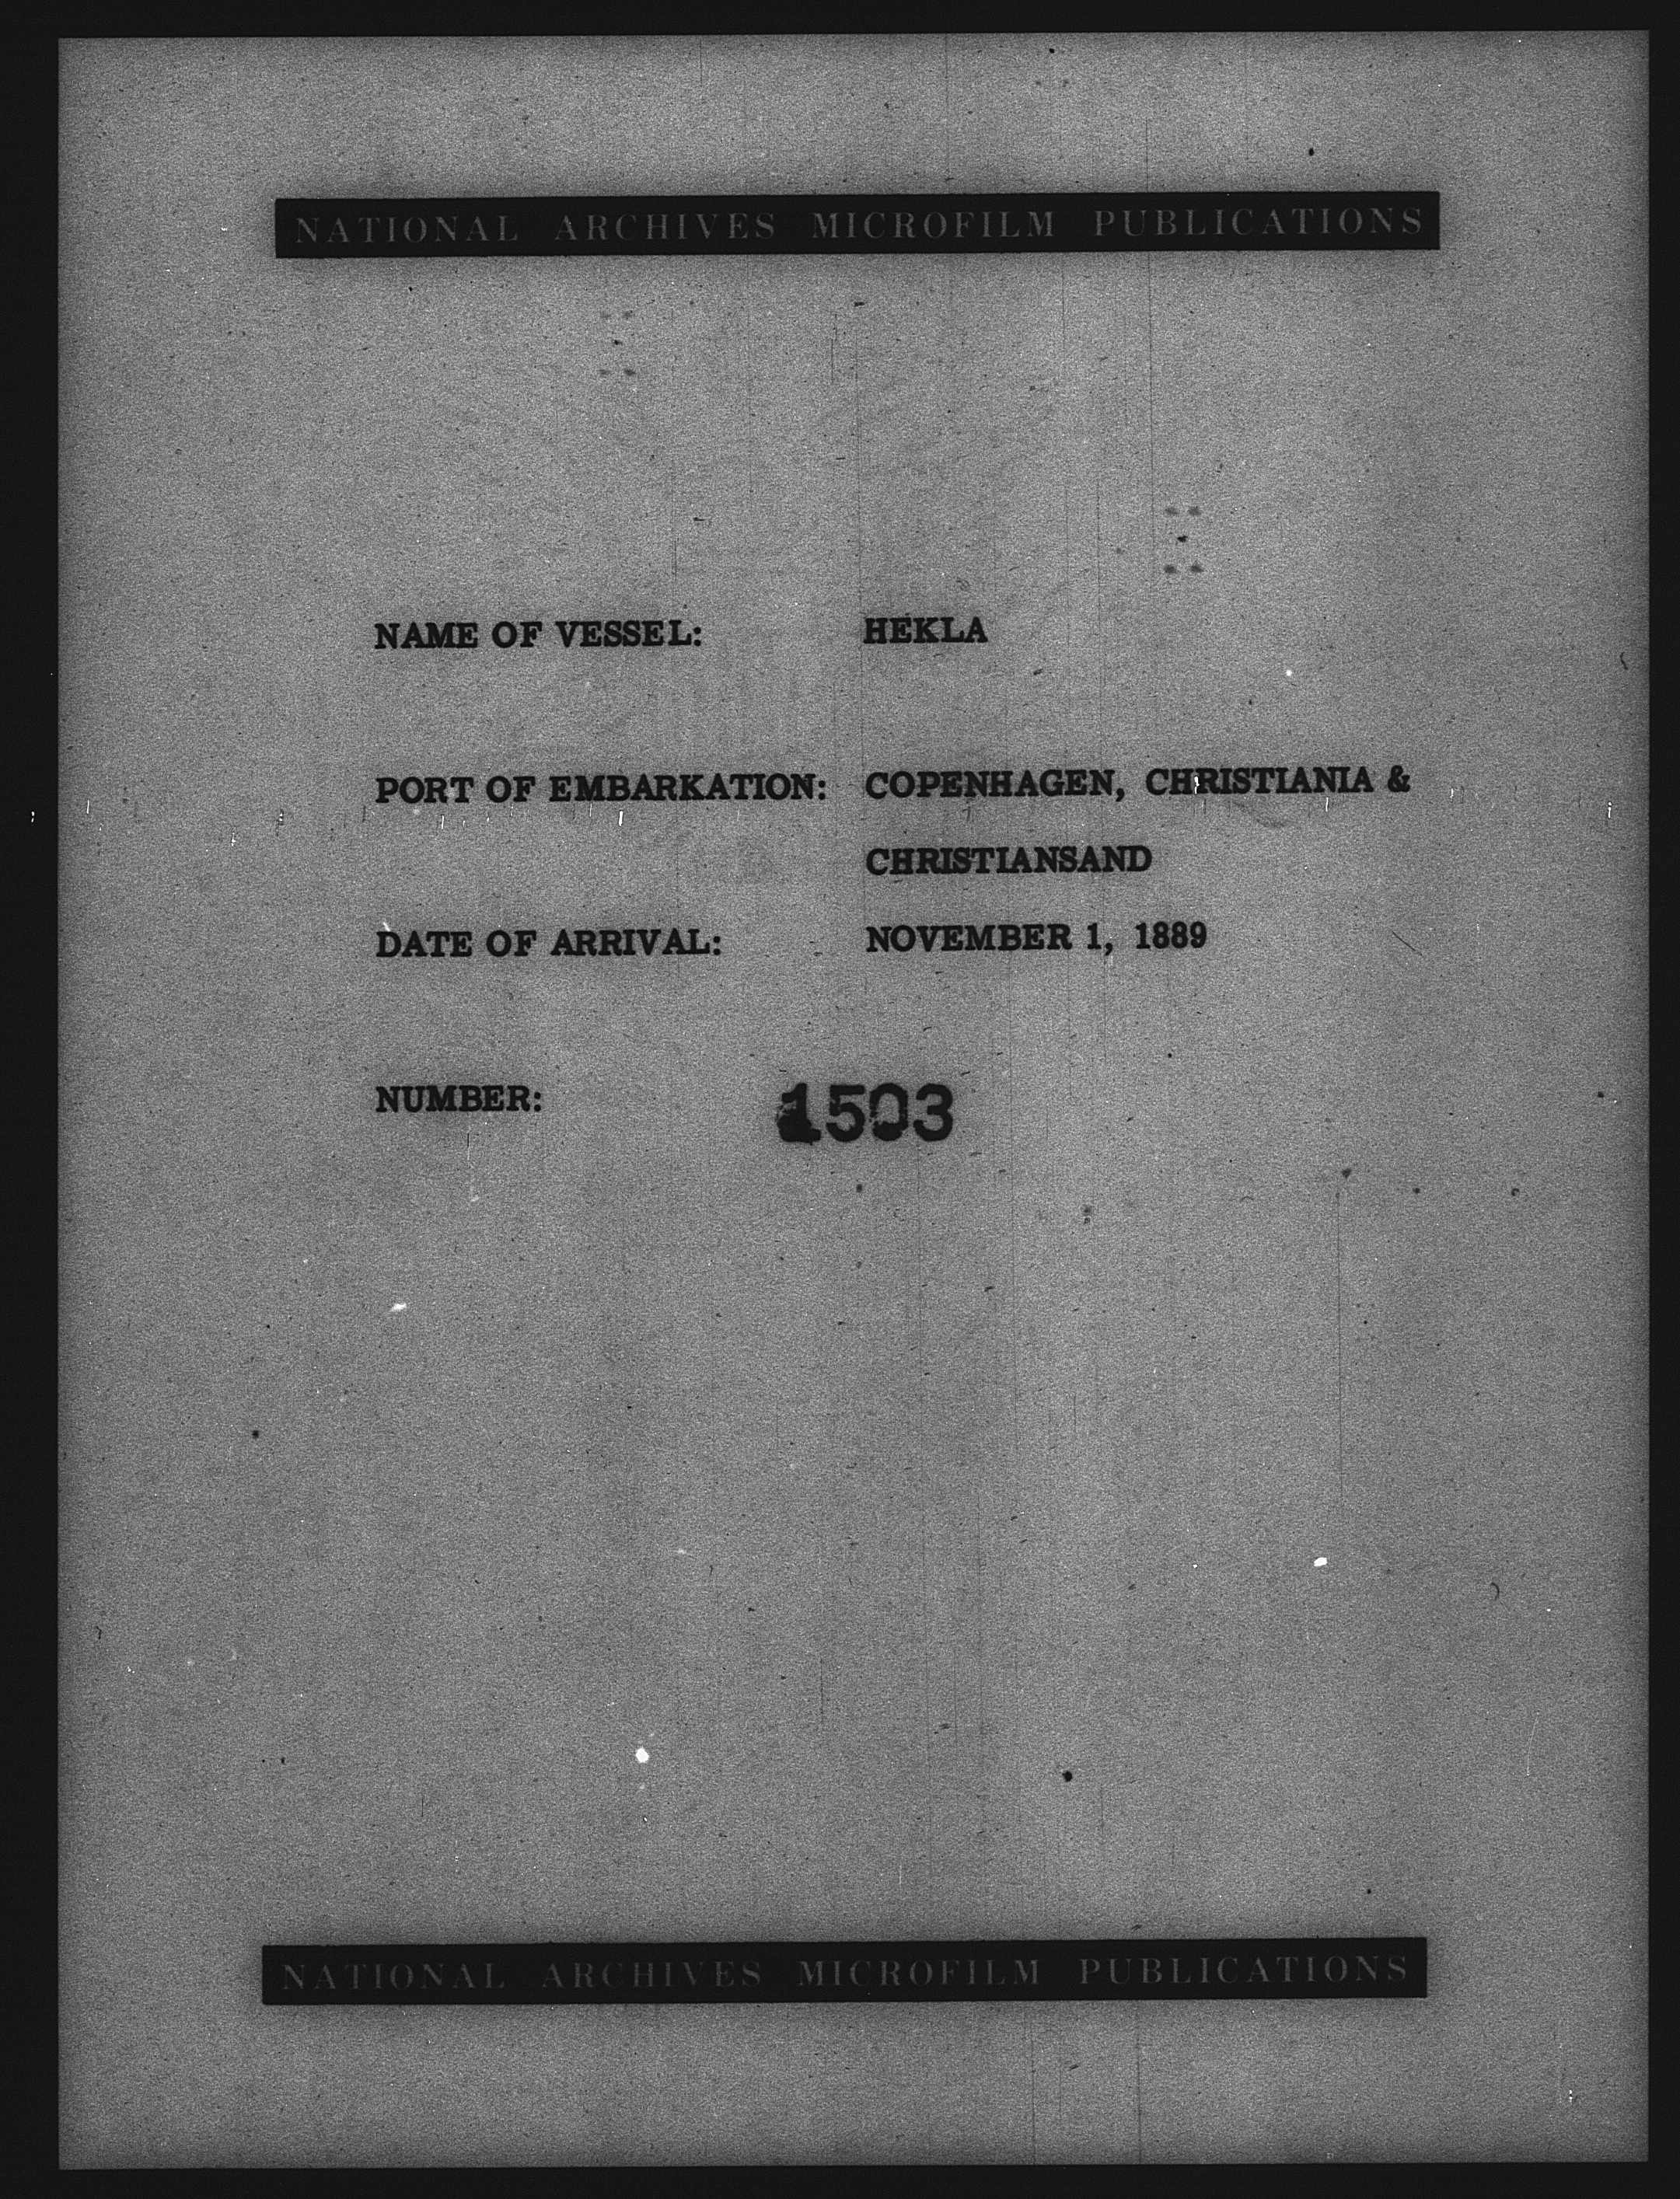 NATIONAL ARCHIVES MICROFILM PUBLICATIONS
NAME OF VESSEL: HEKLA
PORT OF EMBARKATION: COPENHAGEN, CHRISTIANIA &
CHRISTIANSAND
DATE OF ARRIVAL: NOVEMBER 1, 1889
NUMBER: 1503
NATIONAL ARCHIVES MICROFILM PUBLICATIONS